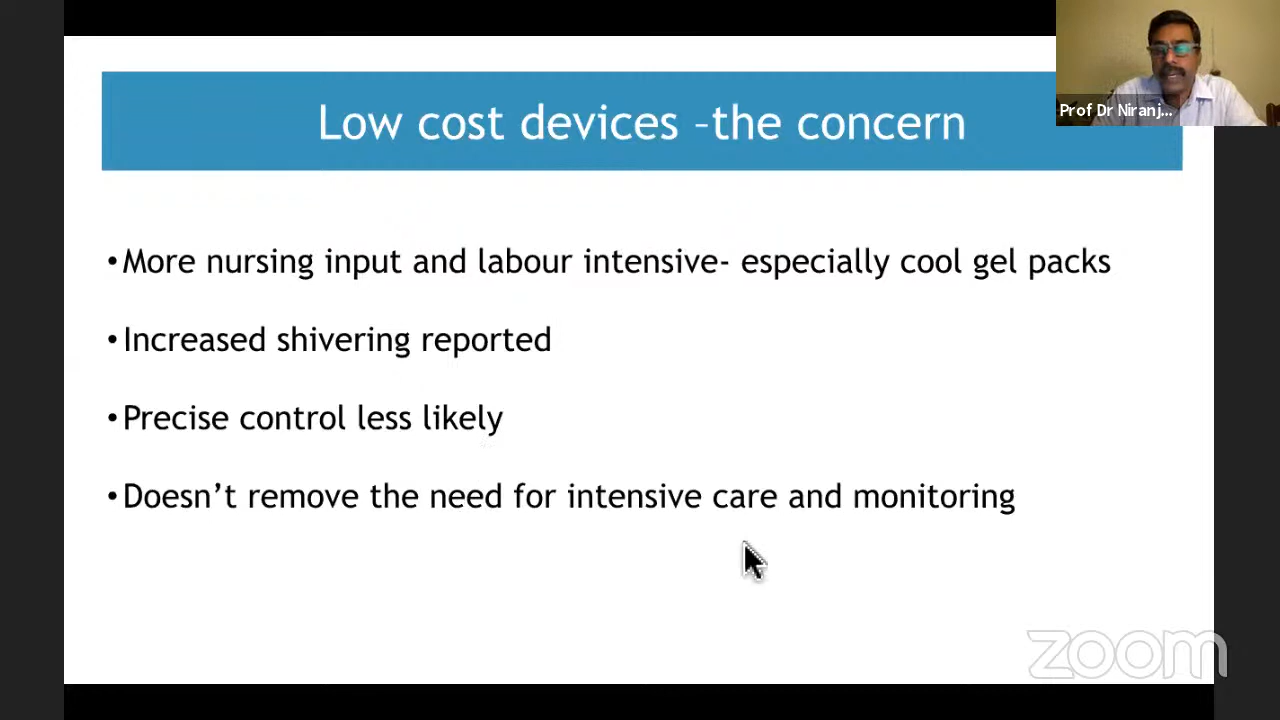 Low cost devices –the concern
Prof Dr Niranj...
•More nursing input and labour intensive- especially cool gel packs
•Increased shivering reported
•Precise control less likely
•Doesn’t remove the need for intensive care and monitoring
zoom